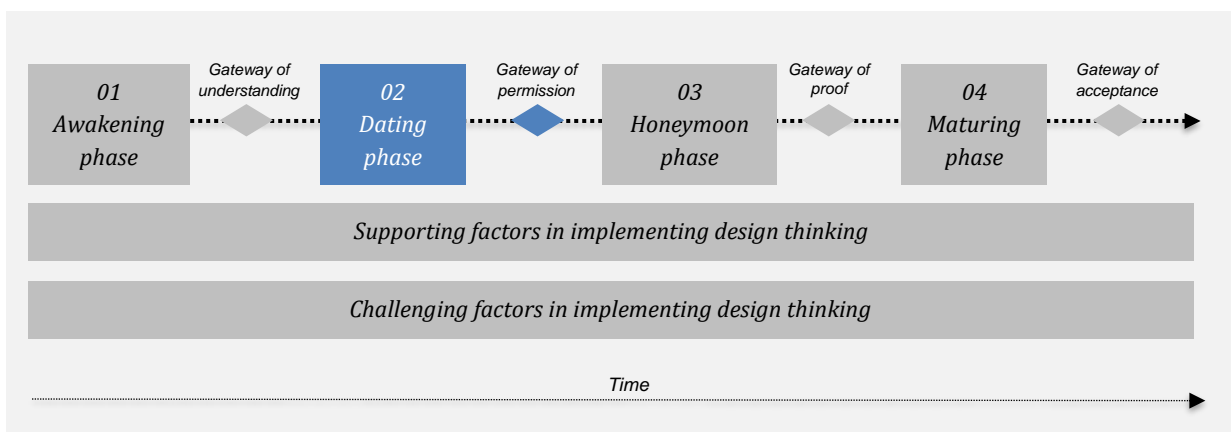 01
Awakening
phase
Gateway of
understanding
02
Dating
phase
Gateway of
permission
03
Honeymoon
phase
Gateway of
proof
04
Maturing
phase
Gateway of
acceptance
Supporting factors in implementing design thinking
Challenging factors in implementing design thinking
Time